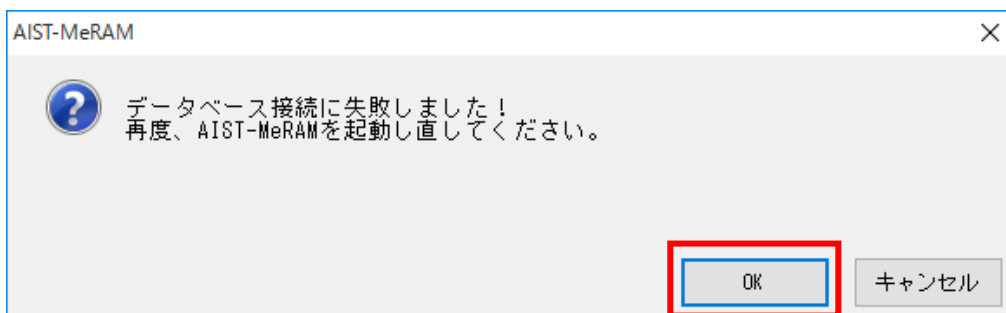 AIST-MeRAM
データベース接続に失敗しました！
再度、AIST-MeRAMを起動し直してください。
OK
キャンセル